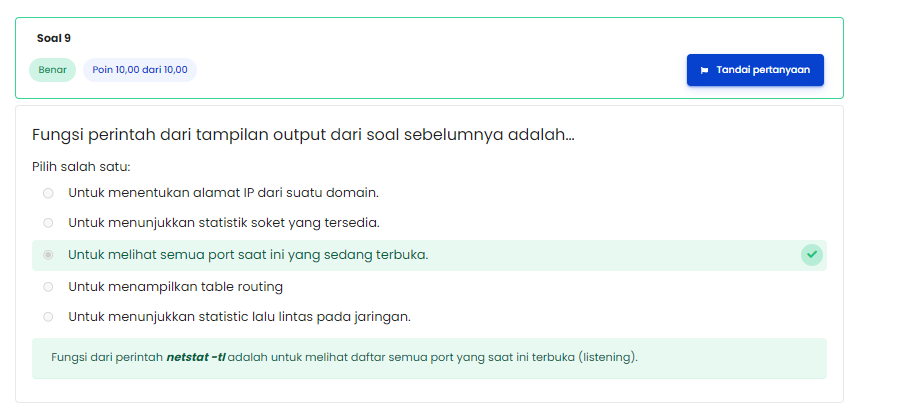 Soal 9
Benar
Poin 10,00 dari 10,00
Tandai pertanyaan
Fungsi perintah dari tampilan output dari soal sebelumnya adalah...
Pilih salah satu:
Untuk menentukan alamat IP dari suatu domain.
Untuk menunjukkan statistik soket yang tersedia.
Untuk melihat semua port saat ini yang sedang terbuka.
Untuk menampilkan table routing
Untuk menunjukkan statistic lalu lintas pada jaringan.
Fungsi dari perintah netstat -tl adalah untuk melihat daftar semua port yang saat ini terbuka (listening).